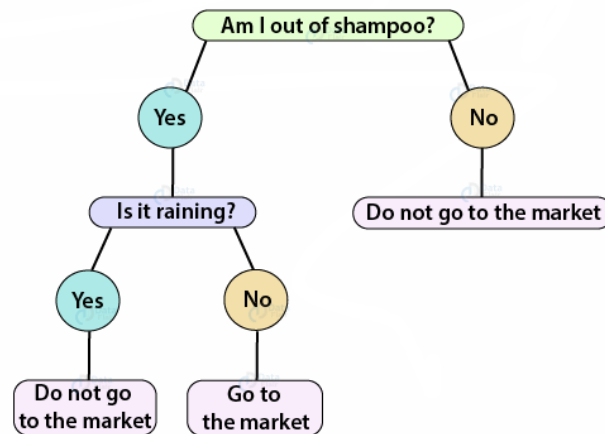 Am I out of shampoo?
Yes
No
Is it raining?
Do not go to the market
Yes
No
Do not go
to the market
Go to
the market